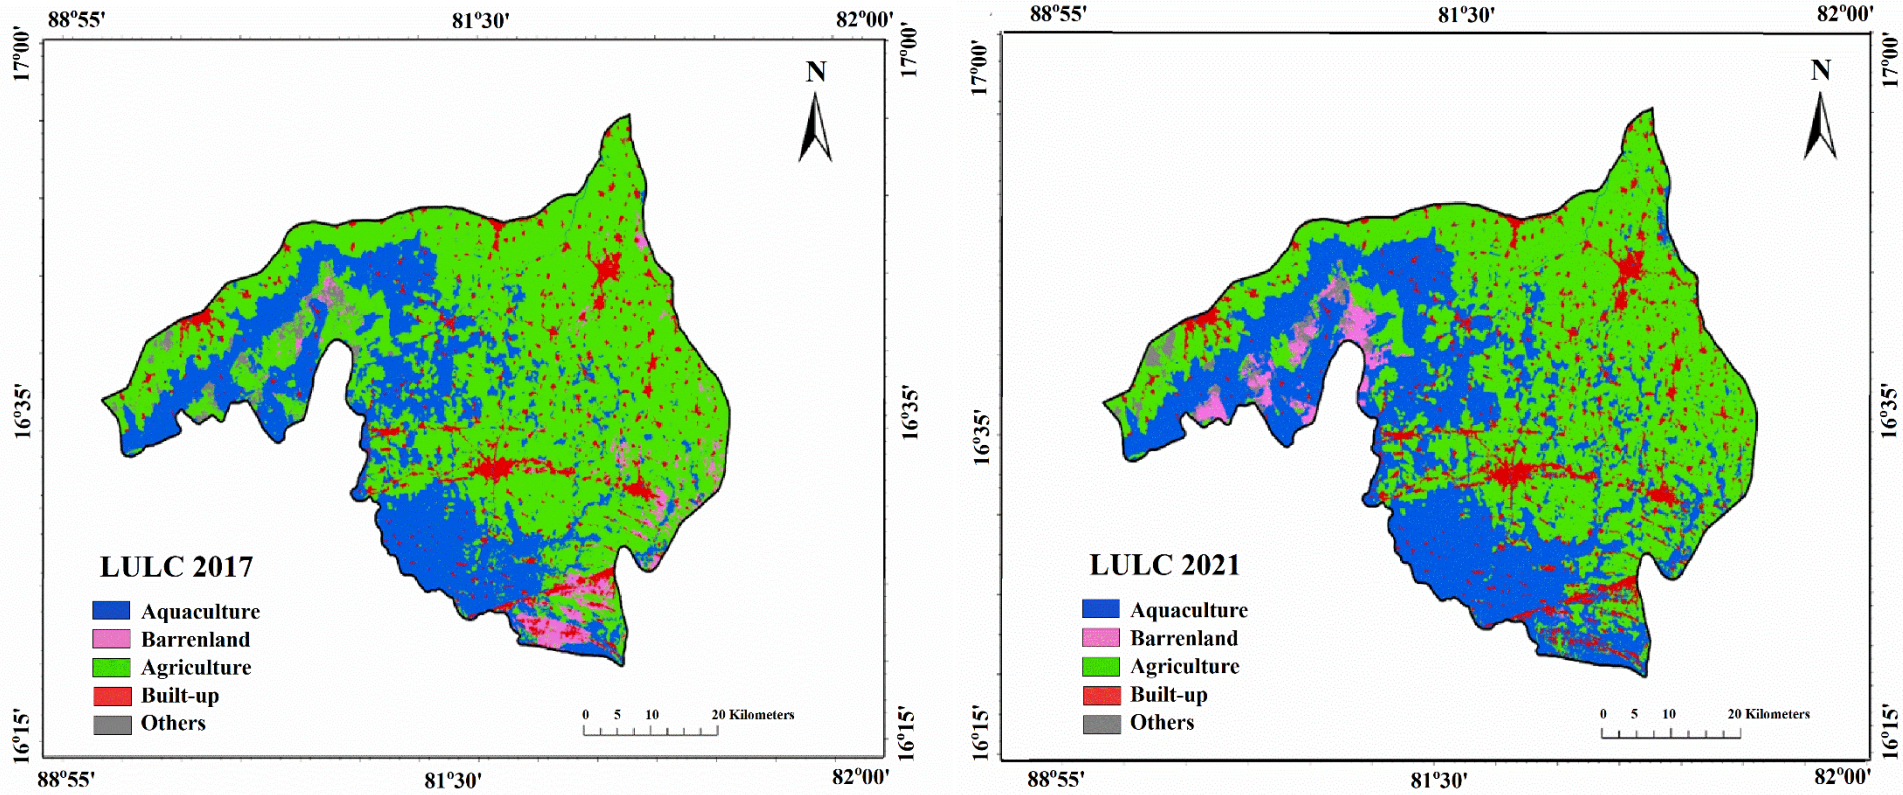 88°55' 81°30' 82°00'
17°00' 17°00'
N
16°35' 16°35'
LULC 2017
Aquaculture
Barrenland
Agriculture
Built-up
Others
0 5 10 20 Kilometers
16°15' 16°15'
88°55' 81°30' 82°00'
88°55' 81°30' 82°00'
17°00' 17°00'
N
16°35' 16°35'
LULC 2021
Aquaculture
Barrenland
Agriculture
Built-up
Others
0 5 10 20 Kilometers
16°15' 16°15'
88°55' 81°30' 82°00'